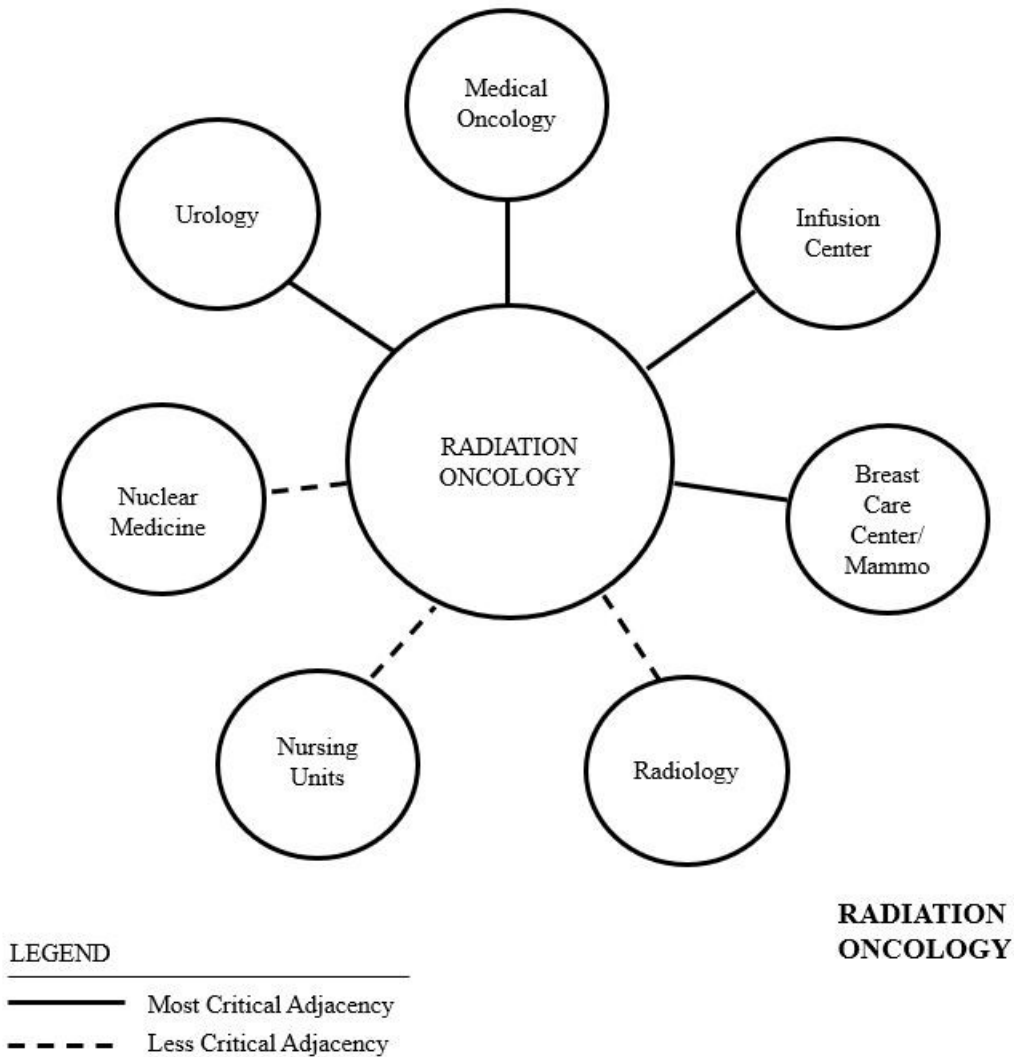 Medical
Oncology
Urology
Infusion
Center
RADIATION
ONCOLOGY
Breast
Care
Center/
Mammo
Nuclear
Medicine
Nursing
Units
Radiology
RADIATION
ONCOLOGY
LEGEND
Most Critical Adjacency
Less Critical Adjacency